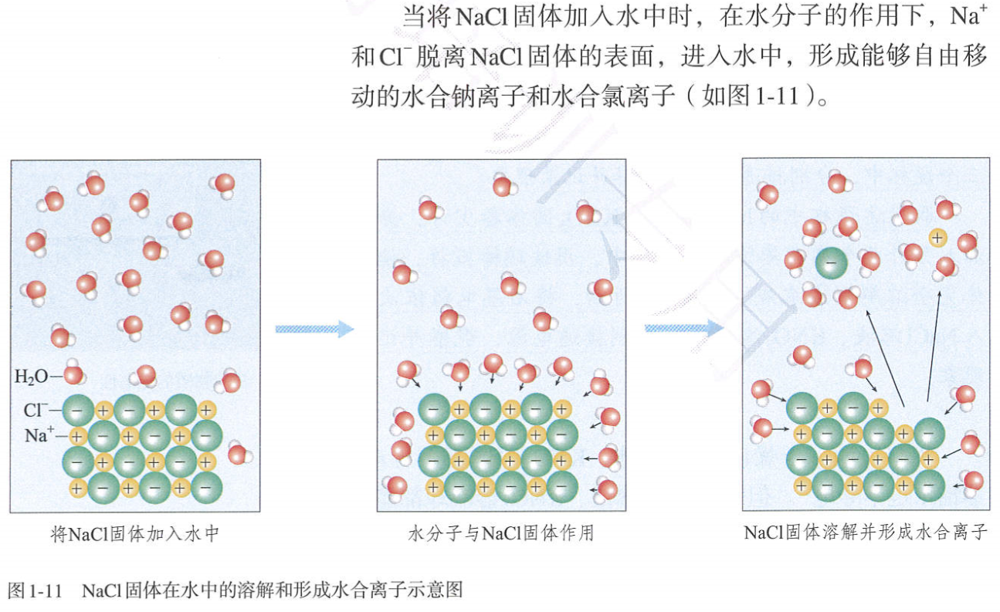 当将NaCl固体加入水中时，在水分子的作用下，Na⁺
和Cl⁻脱离NaCl固体的表面，进入水中，形成能够自由移
动的水合钠离子和水合氯离子（如图1-11）。
H₂O
Cl⁻
Na⁺
− + − + − +
+ − + − + −
− + − + − +
+ − + − + −
− + − + − +
+ − + − + −
− + − + − +
+ − + − + −
−
+
− + − +
+ − + − + −
− + − + − +
+ − + − + −
将NaCl固体加入水中
水分子与NaCl固体作用
NaCl固体溶解并形成水合离子
图1-11 NaCl固体在水中的溶解和形成水合离子示意图